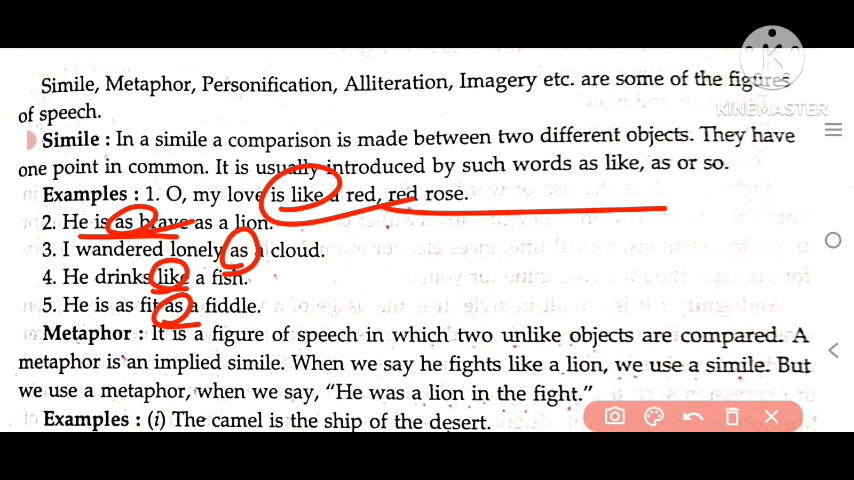 KINEMASTER
Simile, Metaphor, Personification, Alliteration, Imagery etc. are some of the figures
of speech.
Simile : In a simile a comparison is made between two different objects. They have
one point in common. It is usually introduced by such words as like, as or so.
Examples : 1. O, my love is like a red, red rose.
2. He is as brave as a lion.
3. I wandered lonely as a cloud.
4. He drinks like a fish.
5. He is as fit as a fiddle.
Metaphor : It is a figure of speech in which two unlike objects are compared. A
metaphor is an implied simile. When we say he fights like a lion, we use a simile. But
we use a metaphor, when we say, “He was a lion in the fight.”
Examples : (i) The camel is the ship of the desert.